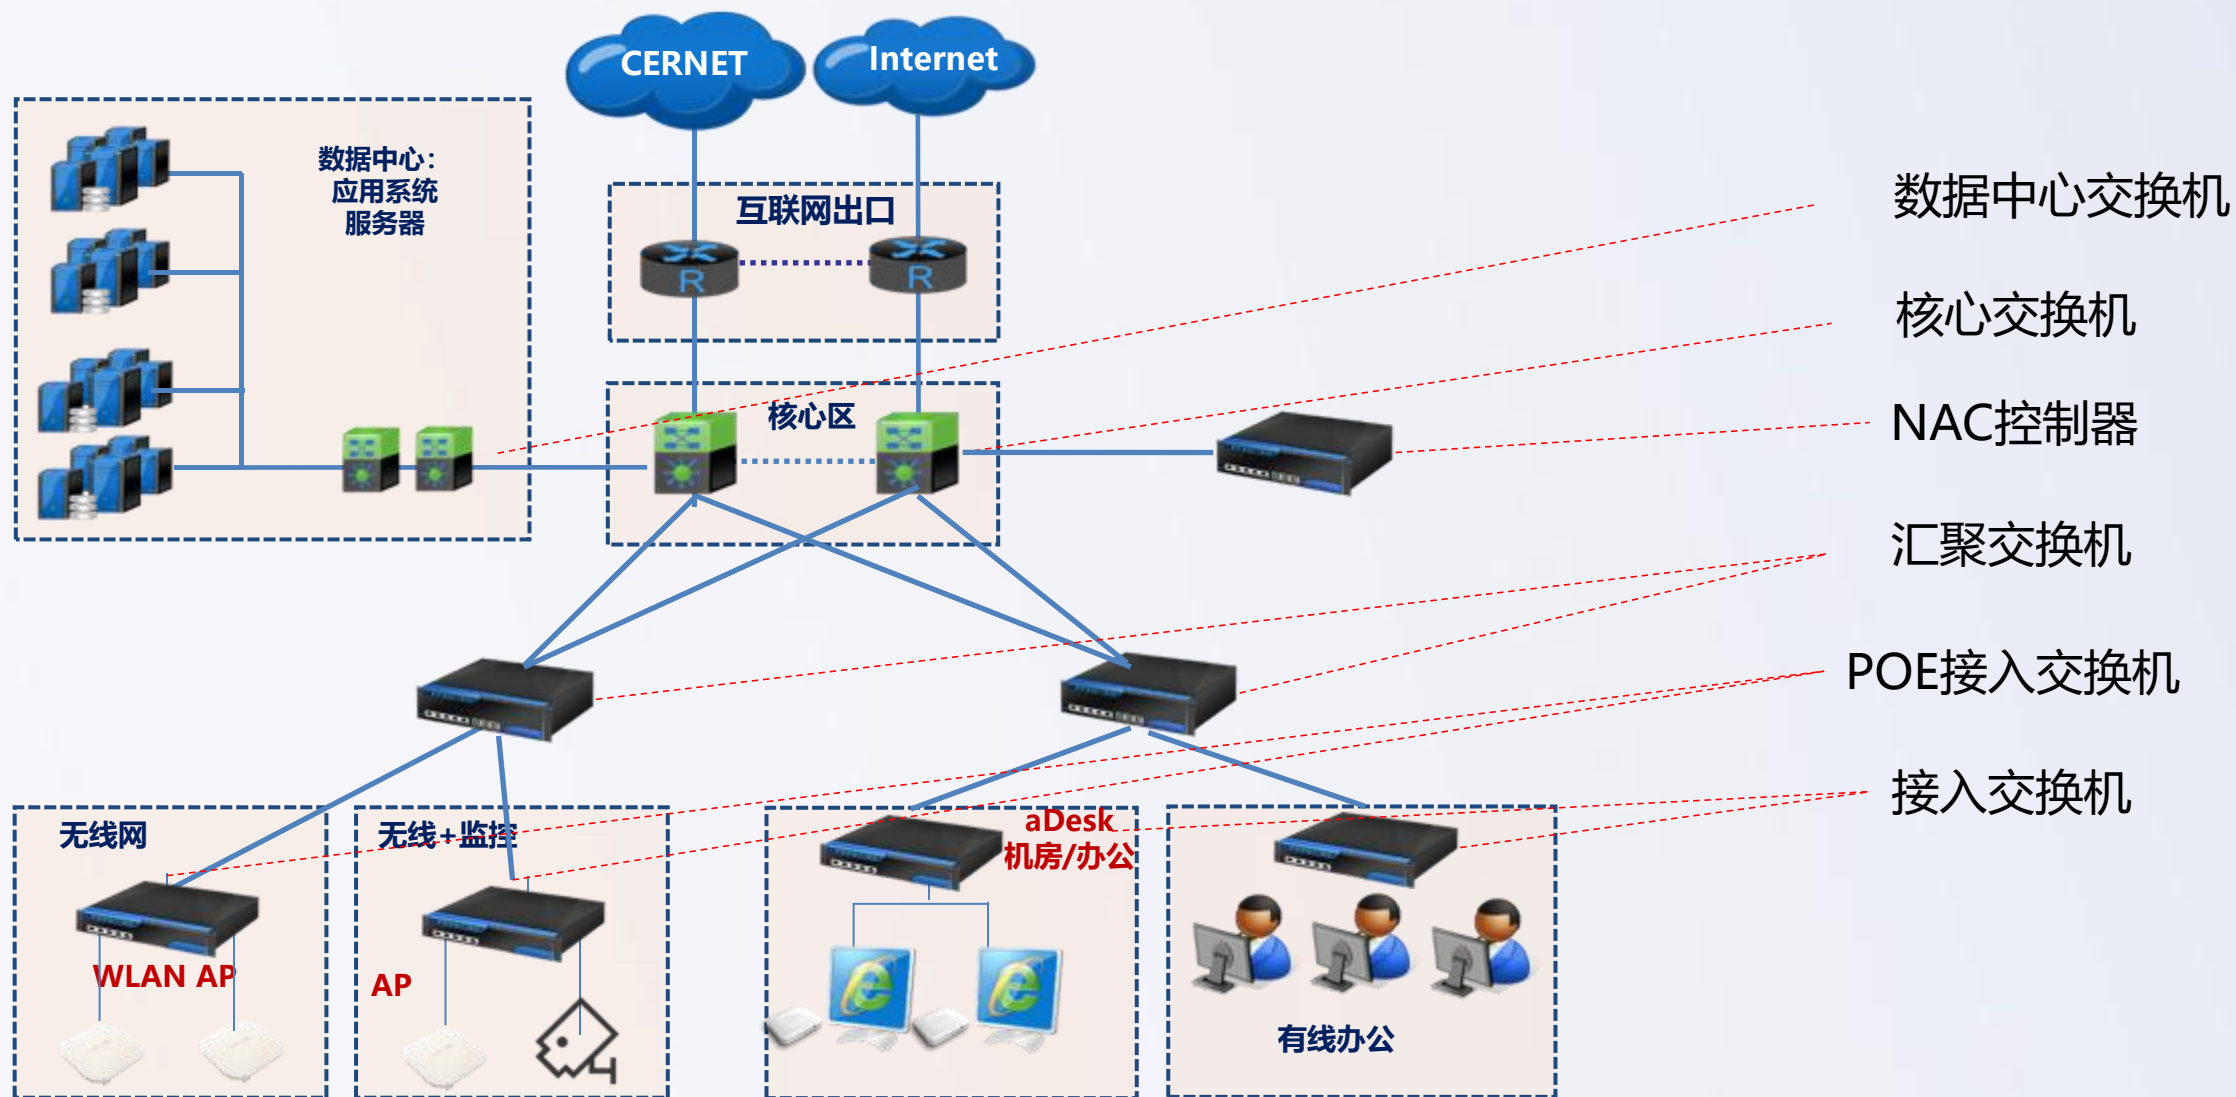 CERNET
Internet
数据中心：
应用系统
服务器
互联网出口
R
R
核心区
数据中心交换机
核心交换机
NAC控制器
汇聚交换机
POE接入交换机
接入交换机
无线网
WLAN AP
无线+监控
AP
aDesk
机房/办公
有线办公